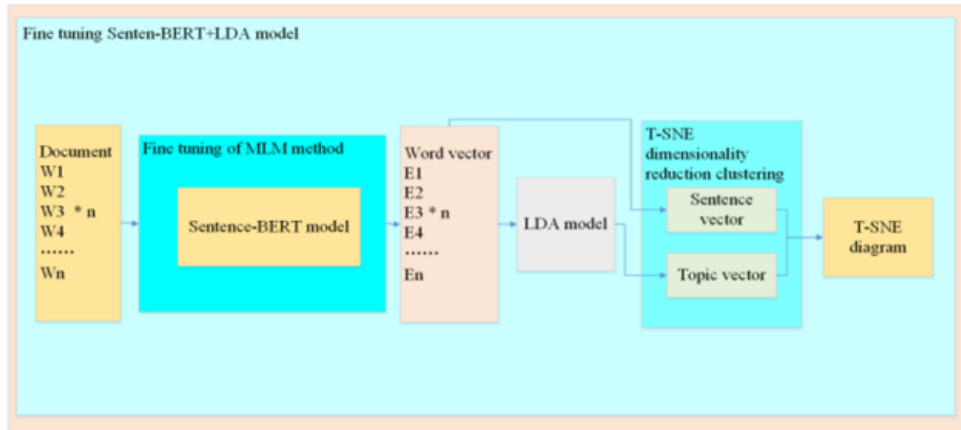 Fine tuning Senten-BERT+LDA model
Document
W1
W2
W3 * n
W4
......
Wn
Fine tuning of MLM method
Sentence-BERT model
Word vector
E1
E2
E3 * n
E4
......
En
LDA model
T-SNE
dimensionality
reduction clustering
Sentence
vector
Topic vector
T-SNE
diagram